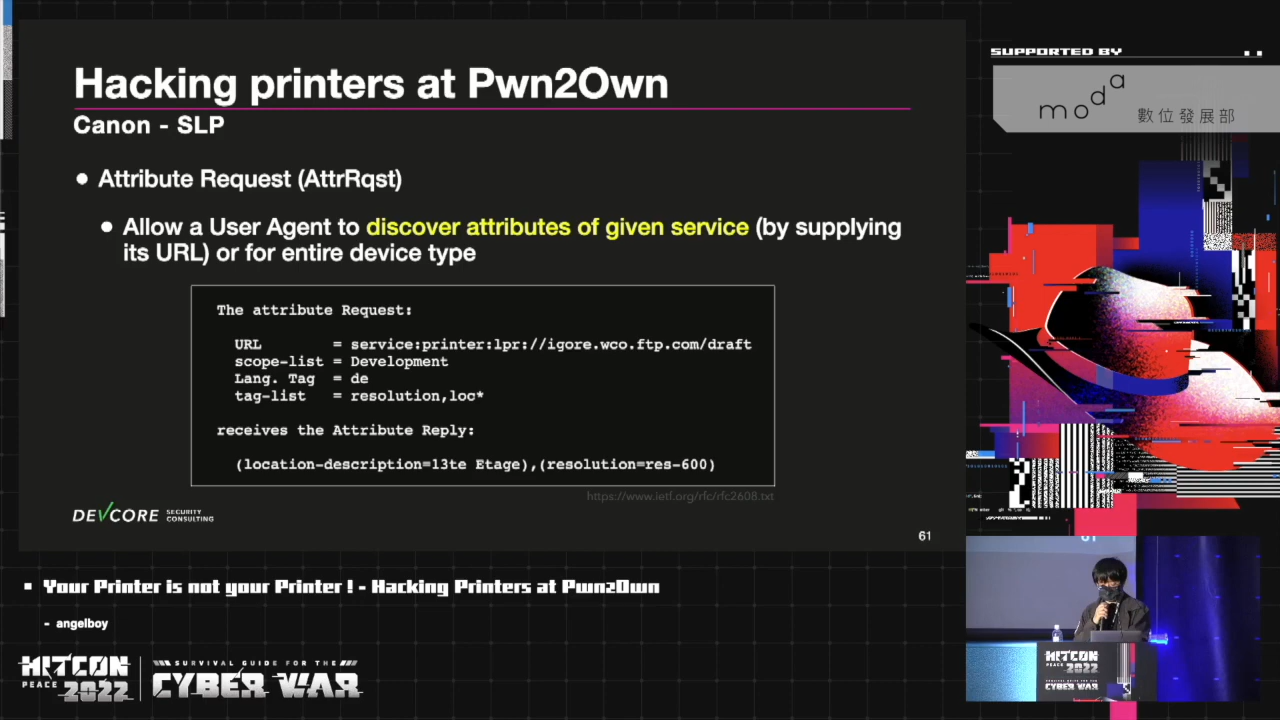 Hacking printers at Pwn2Own
Canon - SLP
Attribute Request (AttrRqst)
Allow a User Agent to discover attributes of given service (by supplying
its URL) or for entire device type
The attribute Request:
URL = service:printer:lpr://igore.wco.ftp.com/draft
scope-list = Development
Lang. Tag = de
tag-list = resolution,loc*
receives the Attribute Reply:
(location-description=13te Etage),(resolution=res-600)
https://www.ietf.org/rfc/rfc2608.txt
DEVCORE SECURITY
CONSULTING
61
SUPPORTED BY
moda 數位發展部
61
HITCON
PEACE 2022
Your Printer is not your Printer ! - Hacking Printers at Pwn2Own
- angelboy
HITCON
PEACE 2022
SURVIVAL GUIDE FOR THE
CYBER WAR